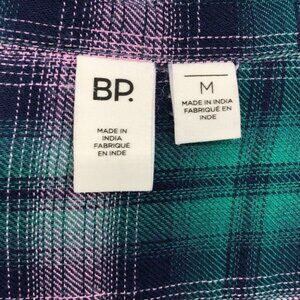 BP.
MADE IN
INDIA
FABRIQUÉ
EN INDE
M
MADE IN INDIA
FABRIQUÉ EN
INDE